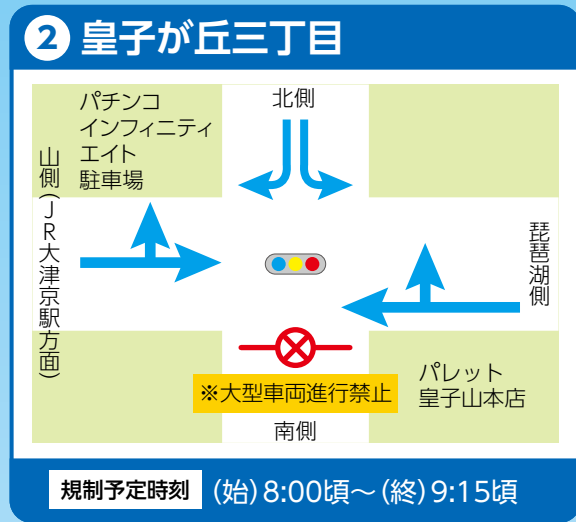 2 皇子が丘三丁目
パチンコ
インフィニティ
エイト
駐車場
北側
山側(JR大津京駅方面)
琵琶湖側
※大型車両進行禁止
南側
パレット
皇子山本店
規制予定時刻 (始)8:00頃~(終)9:15頃